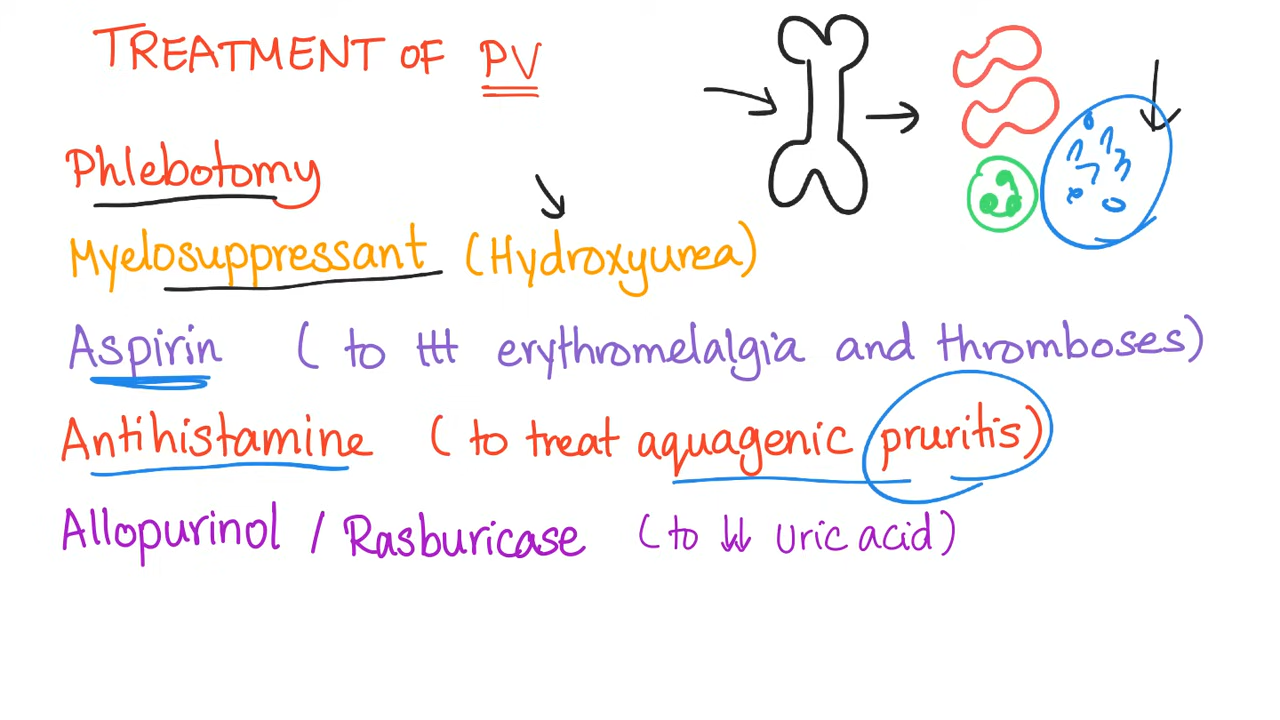 TREATMENT OF PV
Phlebotomy
Myelosuppressant (Hydroxyurea)
Aspirin (to ↓↓↓ erythromelalgia and thromboses)
Antihistamine (to treat aquagenic pruritis)
Allopurinol / Rasburicase (to ↓↓ uric acid)